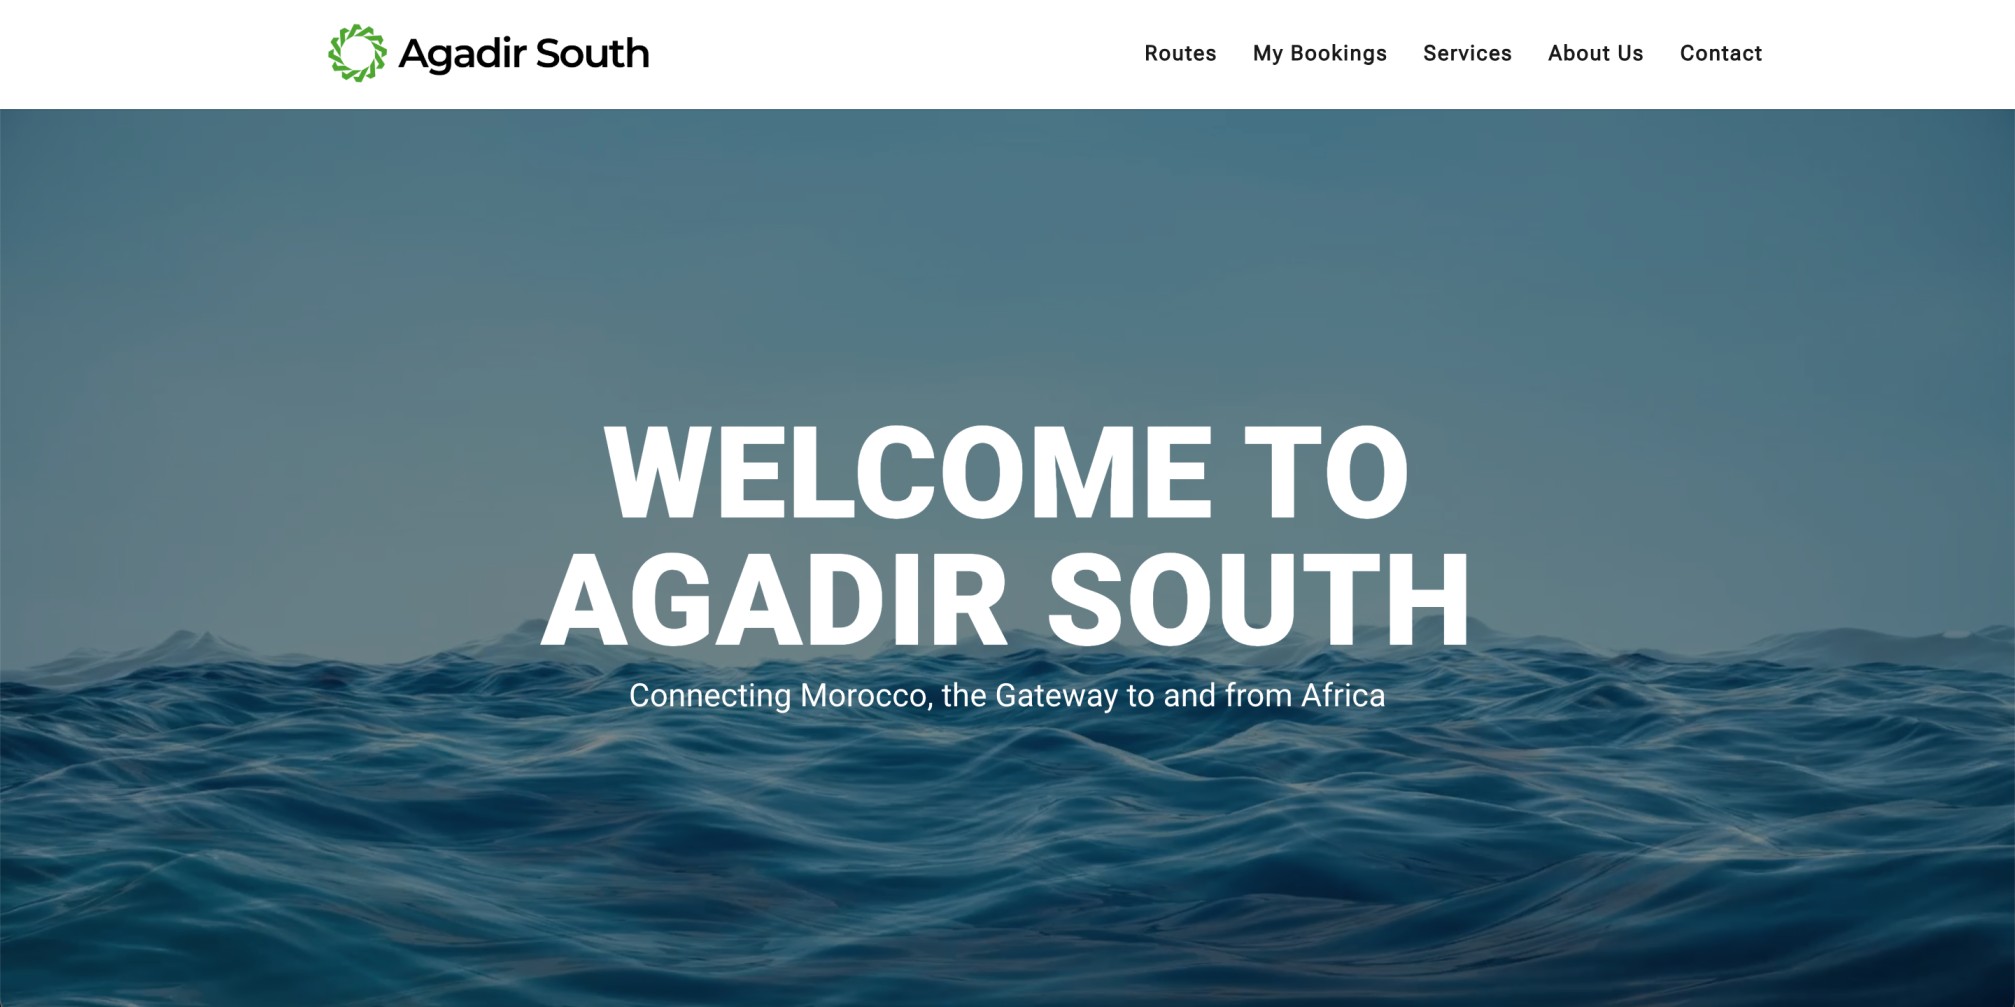 Agadir South
Routes My Bookings Services About Us Contact
WELCOME TO
AGADIR SOUTH
Connecting Morocco, the Gateway to and from Africa